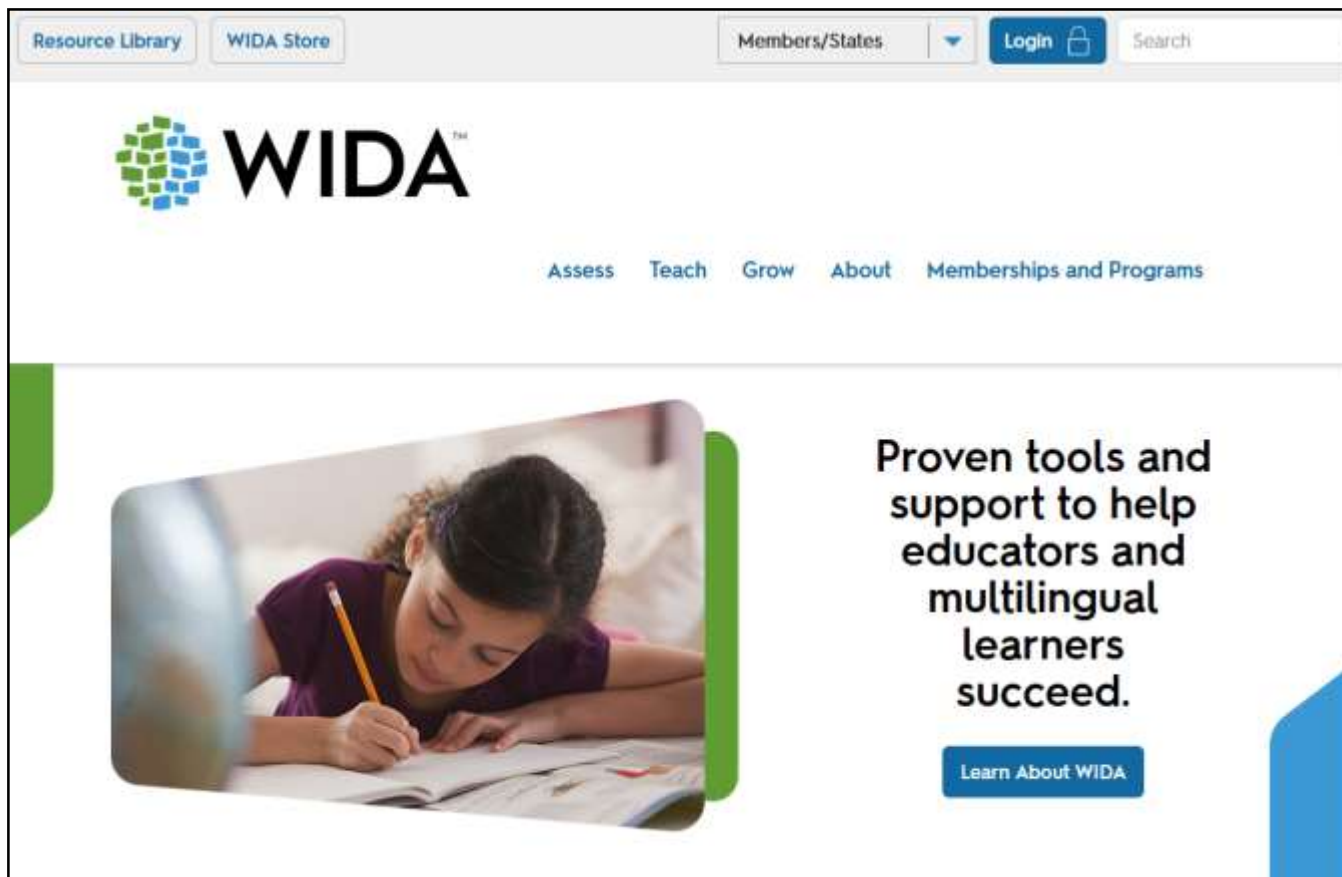 Resource Library WIDA Store Members/States Login Search
WIDA™
Assess Teach Grow About Memberships and Programs
Proven tools and
support to help
educators and
multilingual
learners
succeed.
Learn About WIDA